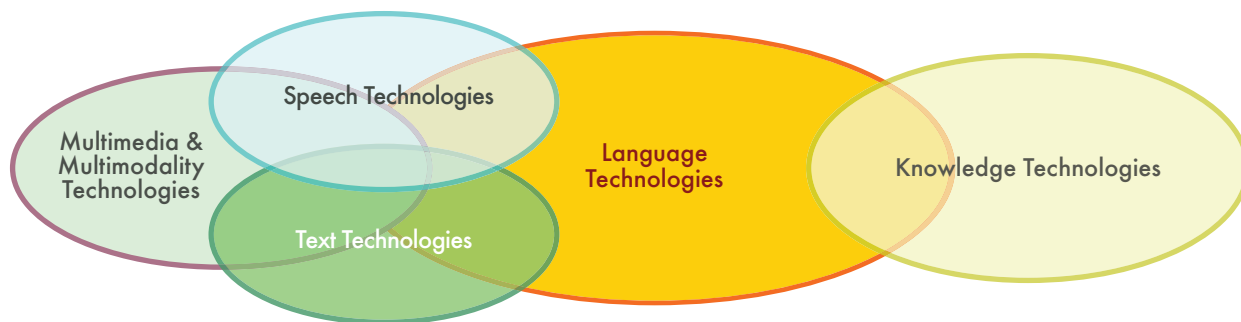 Speech Technologies
Multimedia &
Multimodality
Technologies
Language
Technologies
Knowledge Technologies
Text Technologies